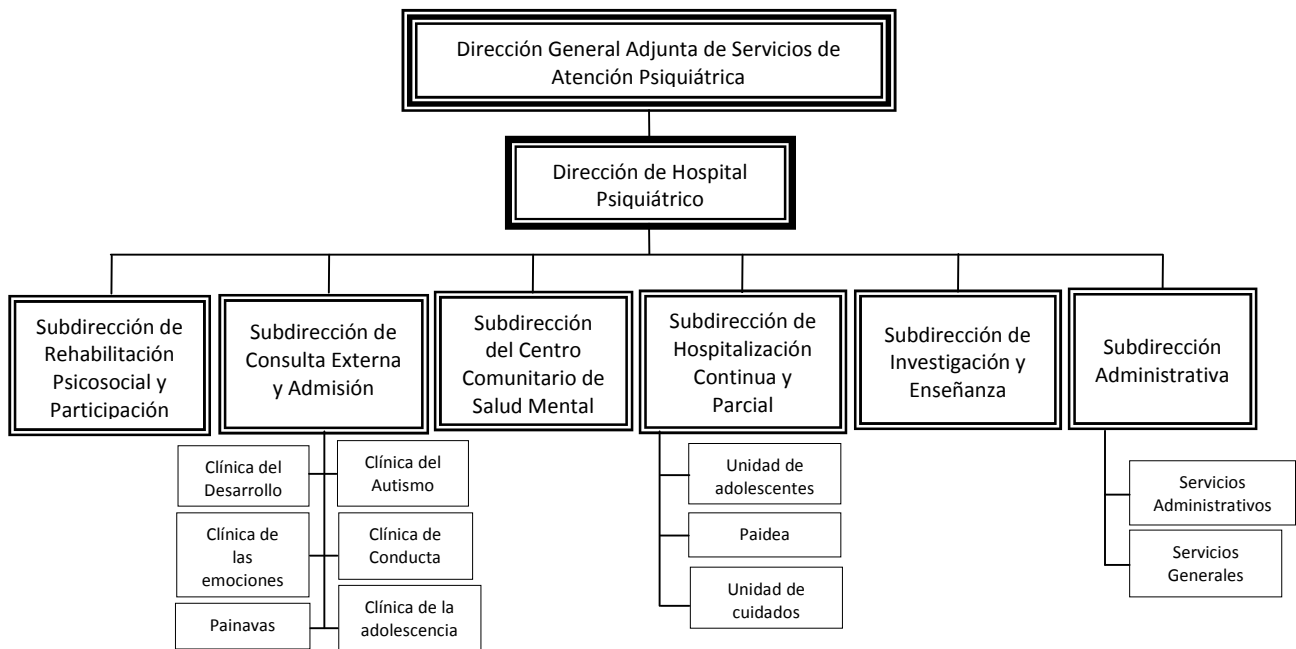 Dirección General Adjunta de Servicios de
Atención Psiquiátrica
Dirección de Hospital
Psiquiátrico
Subdirección de
Rehabilitación
Psicosocial y
Participación
Subdirección de
Consulta Externa
y Admisión
Subdirección
del Centro
Comunitario de
Salud Mental
Subdirección de
Hospitalización
Continua y
Parcial
Subdirección de
Investigación y
Enseñanza
Subdirección
Administrativa
Clínica del
Desarrollo
Clínica del
Autismo
Clínica de
las
emociones
Clínica de
Conducta
Painavas
Clínica de la
adolescencia
Unidad de
adolescentes
Paidea
Unidad de
cuidados
Servicios
Administrativos
Servicios
Generales